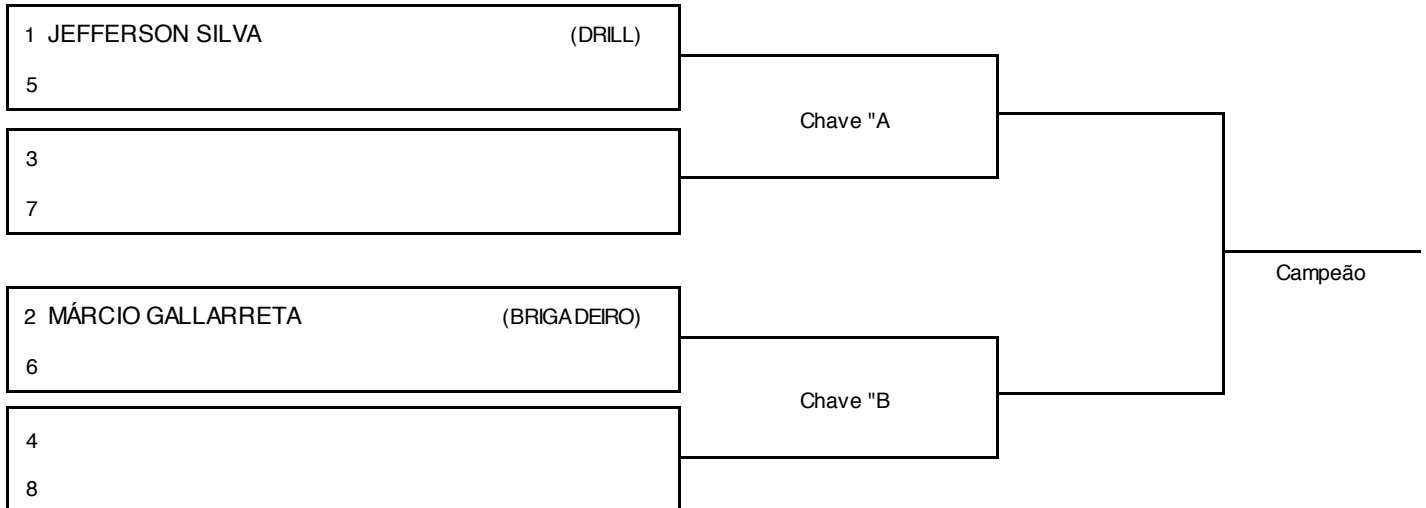 1 JEFFERSON SILVA (DRILL)
5
Chave "A
3
7
Campeão
2 MÁRCIO GALLARRETA (BRIGADEIRO)
6
Chave "B
4
8